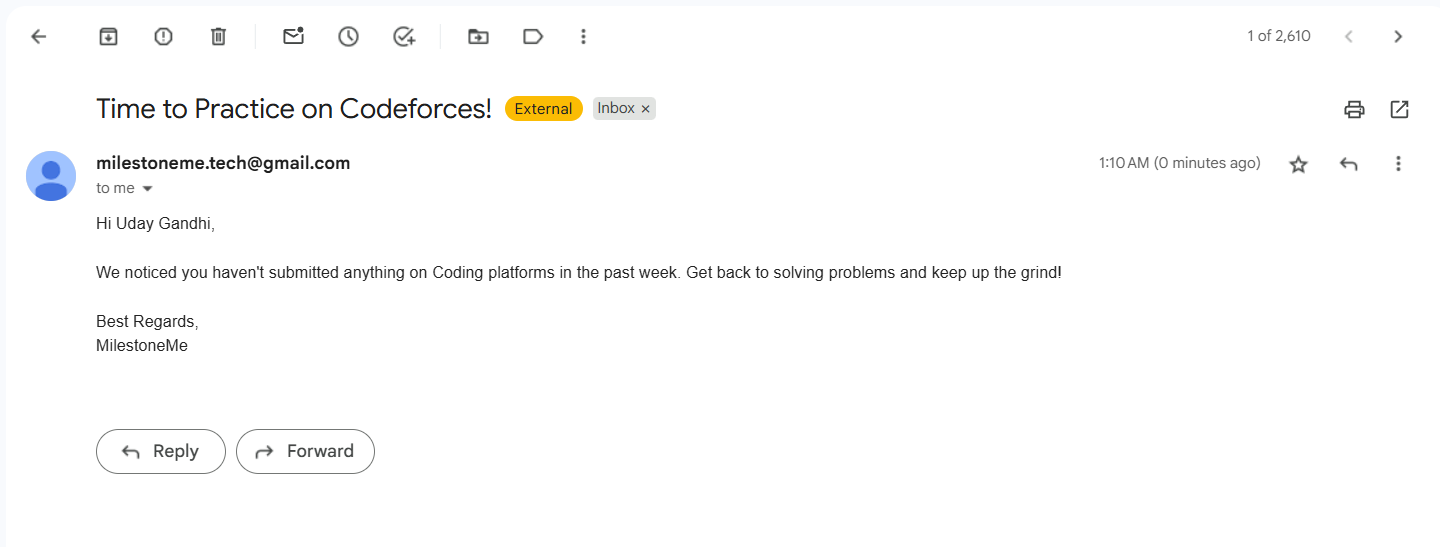 1 of 2,610
Time to Practice on Codeforces! External Inbox ×
milestoneme.tech@gmail.com 1:10 AM (0 minutes ago)
to me
Hi Uday Gandhi,
We noticed you haven't submitted anything on Coding platforms in the past week. Get back to solving problems and keep up the grind!
Best Regards,
MilestoneMe
Reply Forward